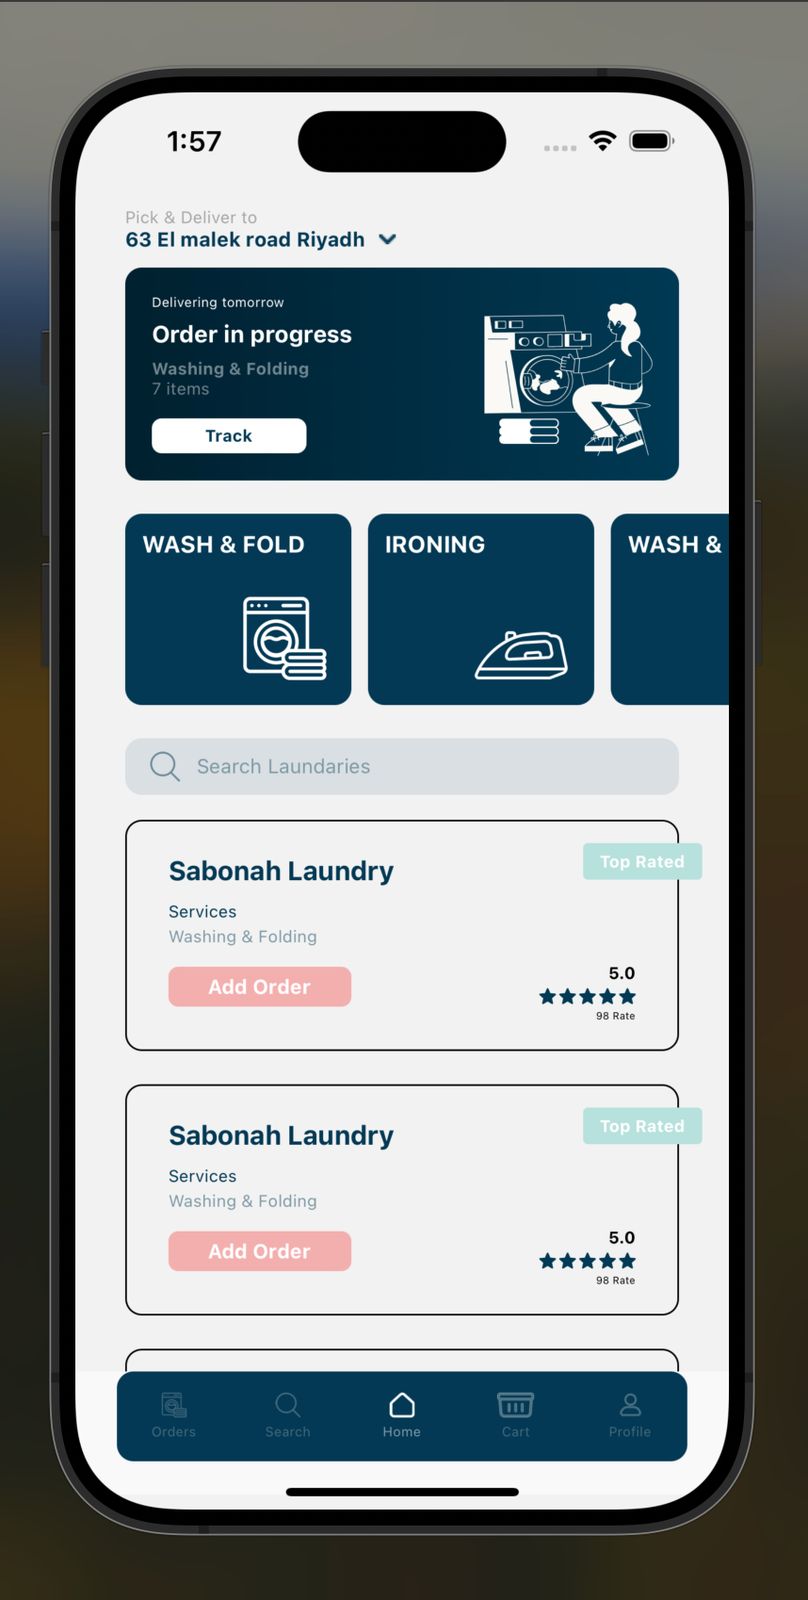 1:57
Pick & Deliver to
63 El malek road Riyadh
Delivering tomorrow
Order in progress
Washing & Folding
7 items
Track
WASH & FOLD
IRONING
WASH &
Search Laundaries
Sabonah Laundry
Top Rated
Services
Washing & Folding
Add Order
5.0
98 Rate
Sabonah Laundry
Top Rated
Services
Washing & Folding
Add Order
5.0
98 Rate
Orders
Search
Home
Cart
Profile